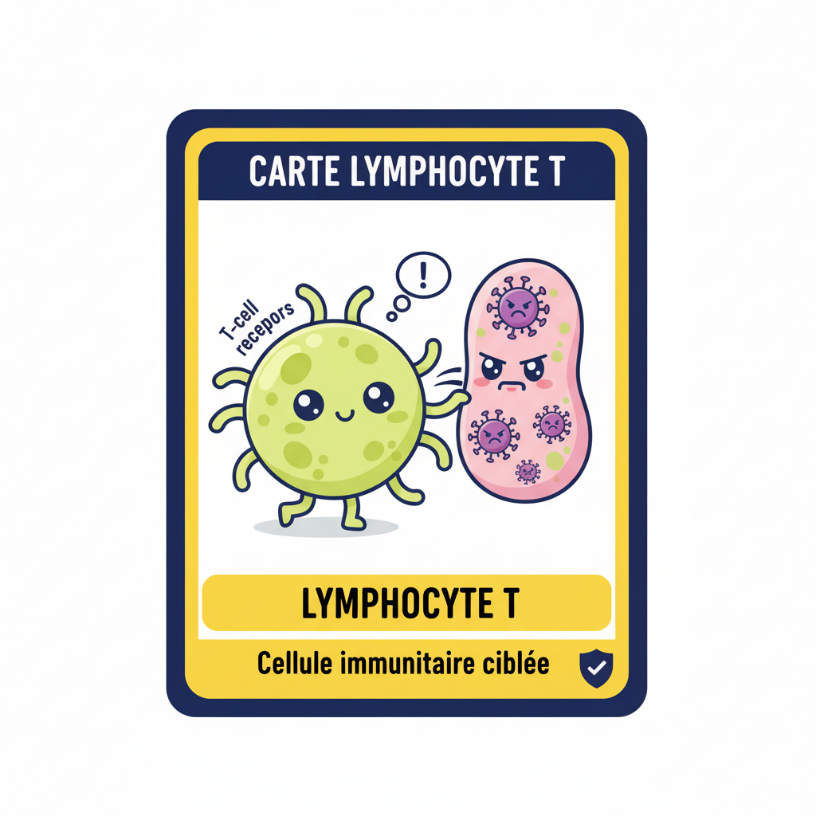 CARTE LYMPHOCYTE T
!
T-cell
recepors
LYMPHOCYTE T
Cellule immunitaire ciblée